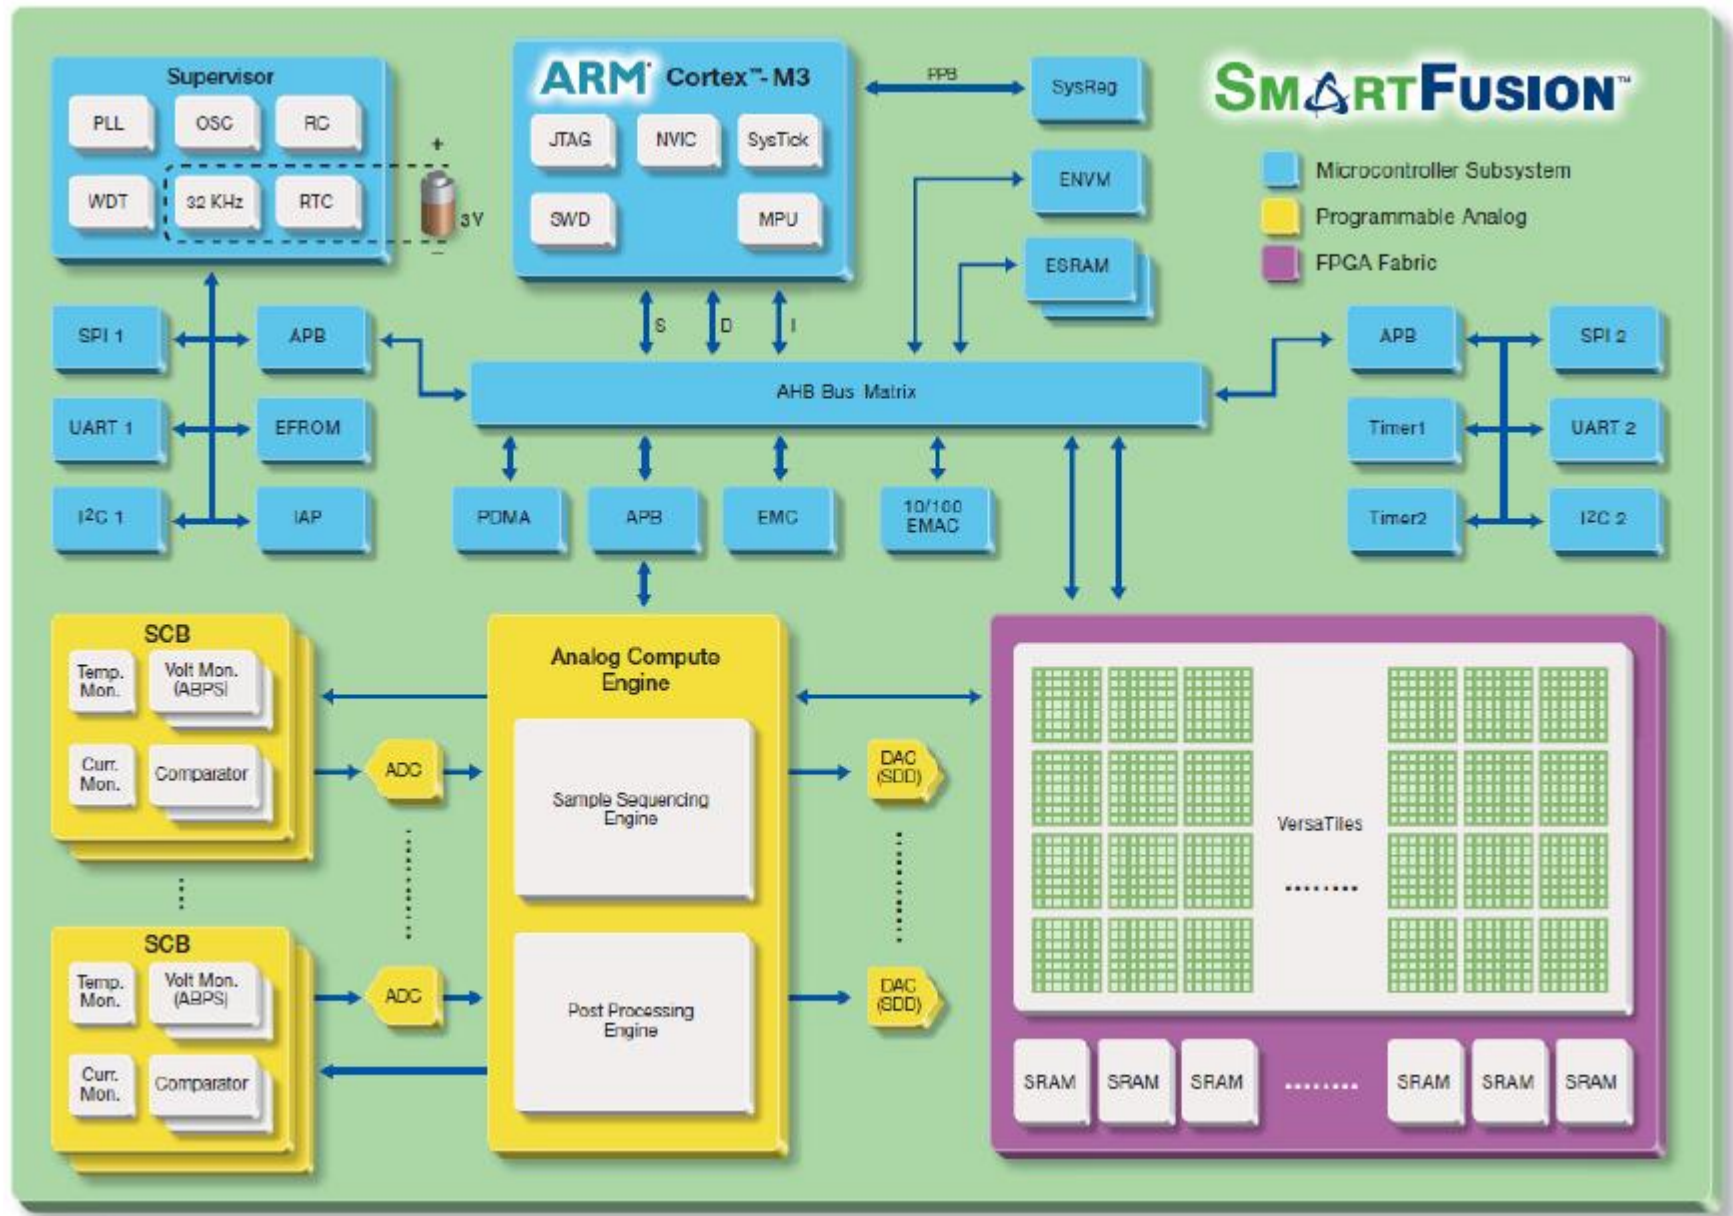 Supervisor
PLL
OSC
RC
WDT
32 KHz
RTC
+
3V
–
ARM Cortex™-M3
JTAG
NVIC
SysTick
SWD
MPU
PPB
SysReg
ENVM
ESRAM
SMARTFUSION™
Microcontroller Subsystem
Programmable Analog
FPGA Fabric
S
D
I
SPI 1
APB
UART 1
EFROM
I²C 1
IAP
AHB Bus Matrix
PDMA
APB
EMC
10/100
EMAC
APB
SPI 2
Timer1
UART 2
Timer2
I²C 2
SCB
Temp.
Mon.
Volt Mon.
(ABPS)
Curr.
Mon.
Comparator
ADC
SCB
Temp.
Mon.
Volt Mon.
(ABPS)
Curr.
Mon.
Comparator
ADC
Analog Compute
Engine
Sample Sequencing
Engine
Post Processing
Engine
DAC
(SDD)
DAC
(SDD)
VersaTiles
SRAM
SRAM
SRAM
SRAM
SRAM
SRAM